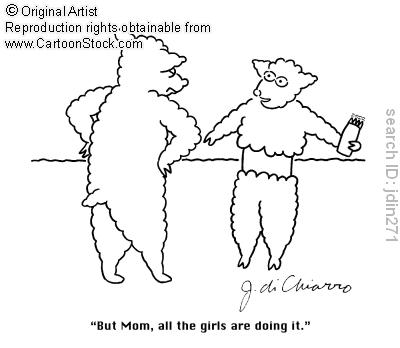 © Original Artist
Reproduction rights obtainable from
www.CartoonStock.com
search ID: jdin271
J. di Chiarro
"But Mom, all the girls are doing it."